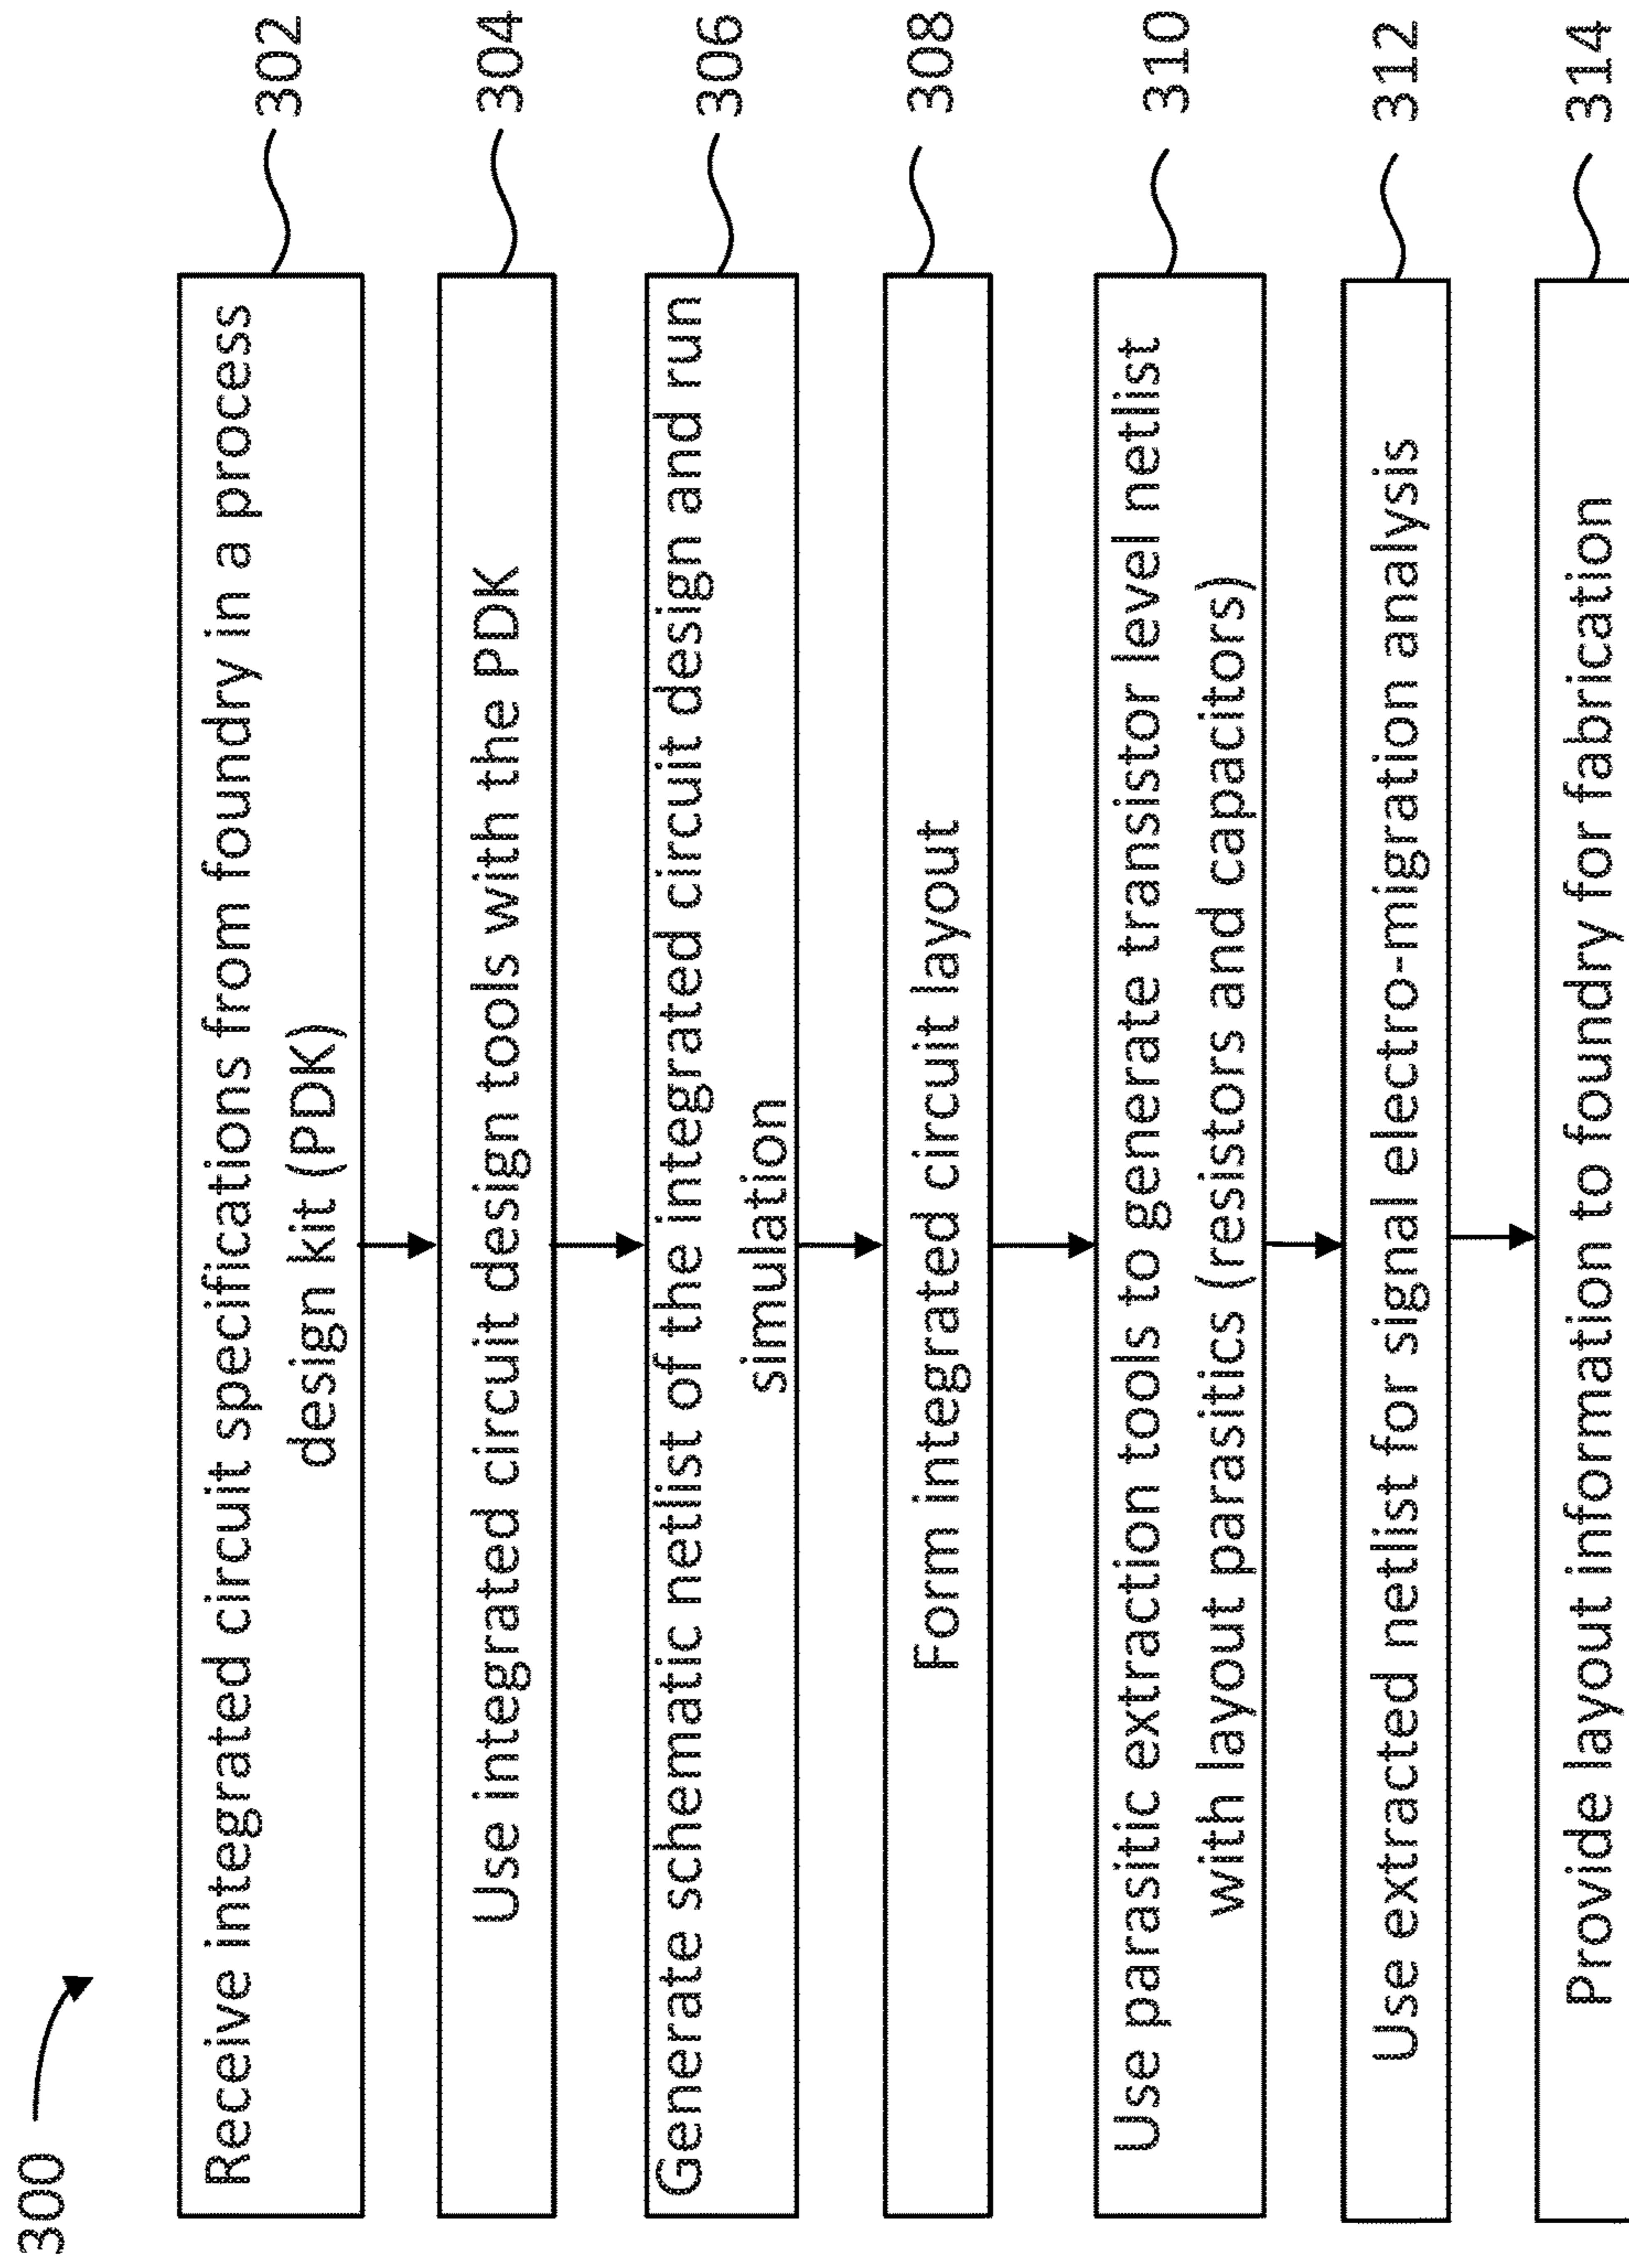 300
Receive integrated circuit specifications from foundry in a process
design kit (PDK)
302
Use integrated circuit design tools with the PDK
304
Generate schematic netlist of the integrated circuit design and run
simulation
306
Form integrated circuit layout
308
Use parasitic extraction tools to generate transistor level netlist
with layout parasitics (resistors and capacitors)
310
Use extracted netlist for signal electro-migration analysis
312
Provide layout information to foundry for fabrication
314